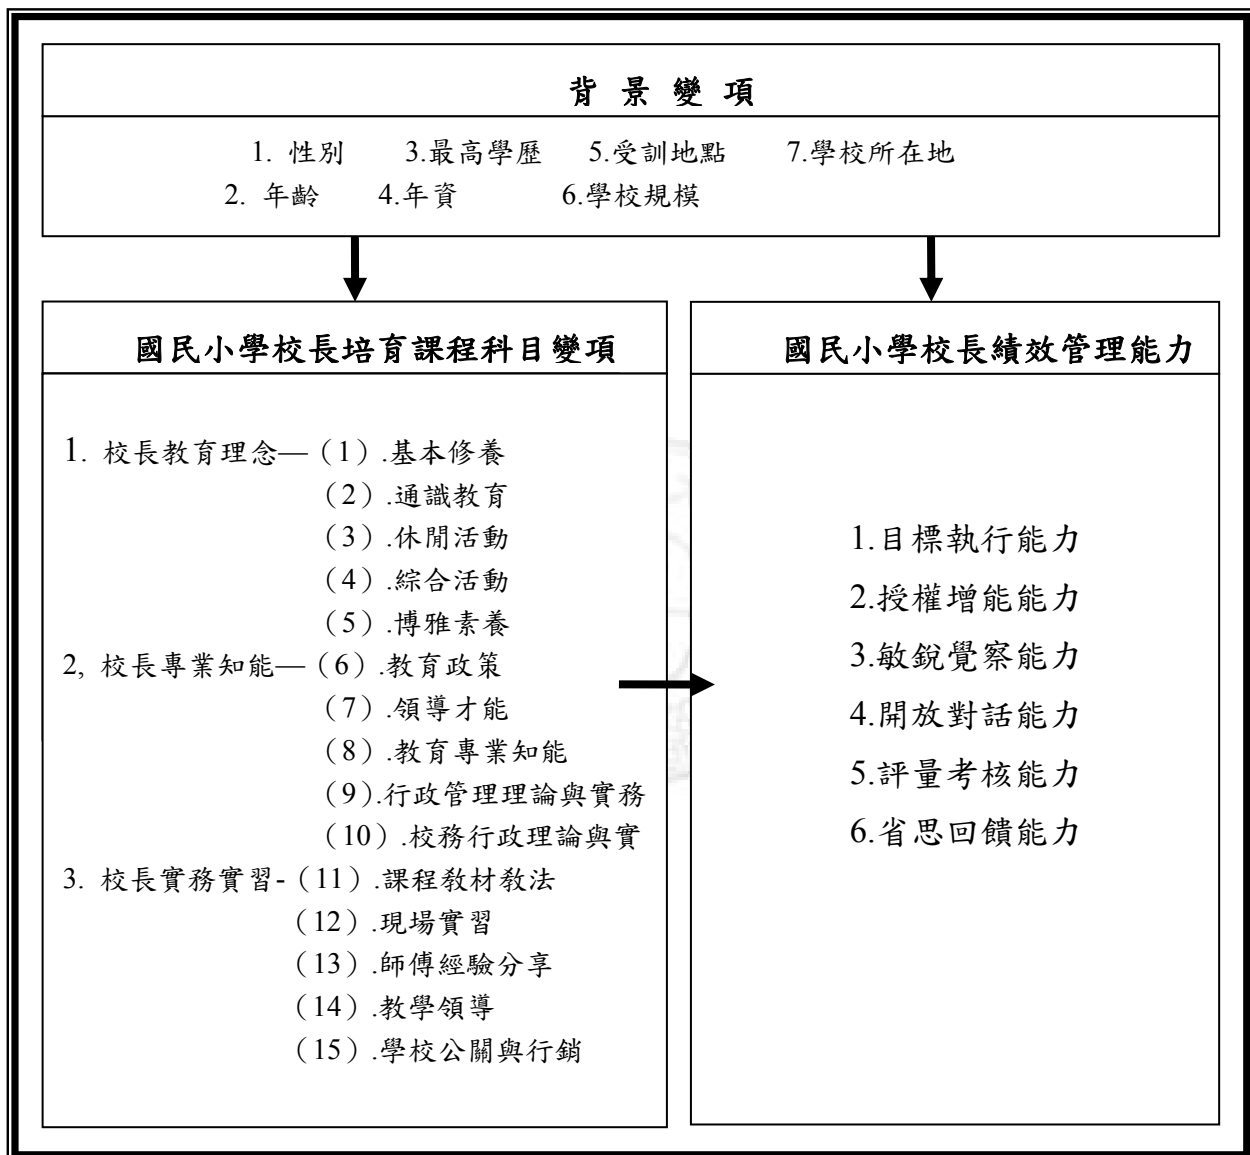 背 景 變 項
1. 性別 3.最高學歷 5.受訓地點 7.學校所在地
2. 年齡 4.年資 6.學校規模
國民小學校長培育課程科目變項
1. 校長教育理念—（1）.基本修養
（2）.通識教育
（3）.休閒活動
（4）.綜合活動
（5）.博雅素養
2, 校長專業知能—（6）.教育政策
（7）.領導才能
（8）.教育專業知能
（9）.行政管理理論與實務
（10）.校務行政理論與實
3. 校長實務實習-（11）.課程教材教法
（12）.現場實習
（13）.師傅經驗分享
（14）.教學領導
（15）.學校公關與行銷
國民小學校長績效管理能力
1.目標執行能力
2.授權增能能力
3.敏銳覺察能力
4.開放對話能力
5.評量考核能力
6.省思回饋能力